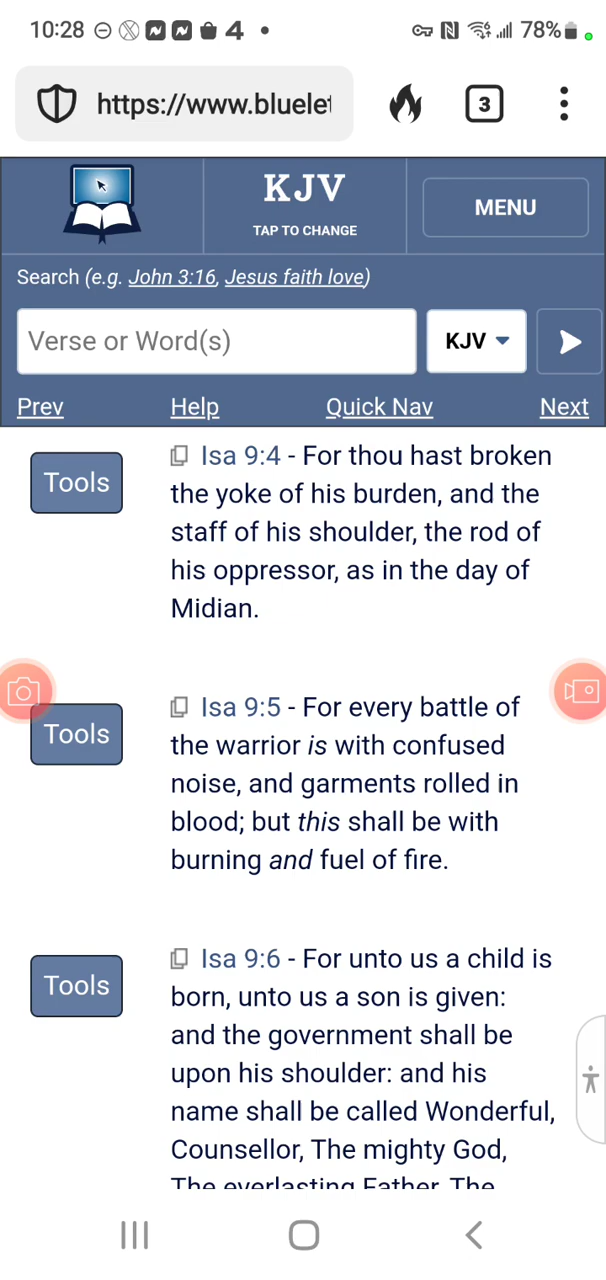 10:28 4 78%
https://www.bluelet
3
KJV
TAP TO CHANGE
MENU
Search (e.g. John 3:16, Jesus faith love)
Verse or Word(s)
KJV
Prev Help Quick Nav Next
Tools
Isa 9:4 - For thou hast broken
the yoke of his burden, and the
staff of his shoulder, the rod of
his oppressor, as in the day of
Midian.
Tools
Isa 9:5 - For every battle of
the warrior is with confused
noise, and garments rolled in
blood; but this shall be with
burning and fuel of fire.
Tools
Isa 9:6 - For unto us a child is
born, unto us a son is given:
and the government shall be
upon his shoulder: and his
name shall be called Wonderful,
Counsellor, The mighty God,
The everlasting Father, The